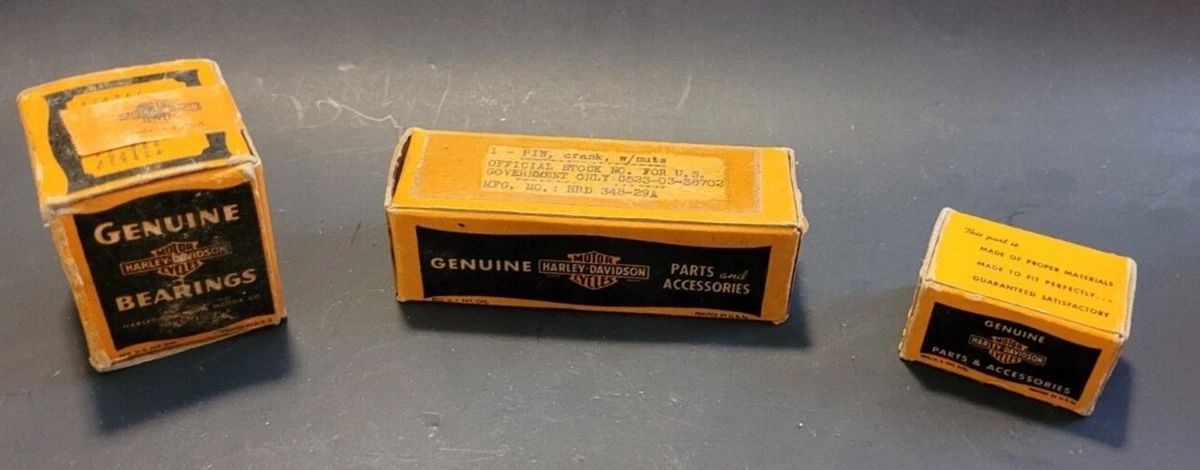 GENUINE
MOTOR
HARLEY-DAVIDSON
CYCLES
BEARINGS
1 - PIN, crank, w/nuts
OFFICIAL STOCK NO. FOR U.S.
GOVERNMENT ONLY G523-03-38702
MFG. NO.: HRD 348-29A
GENUINE
MOTOR
HARLEY-DAVIDSON
CYCLES
PARTS and
ACCESSORIES
This part is
MADE OF PROPER MATERIALS
MADE TO FIT PERFECTLY---
GUARANTEED SATISFACTORY
GENUINE
MOTOR
HARLEY-DAVIDSON
CYCLES
PARTS & ACCESSORIES